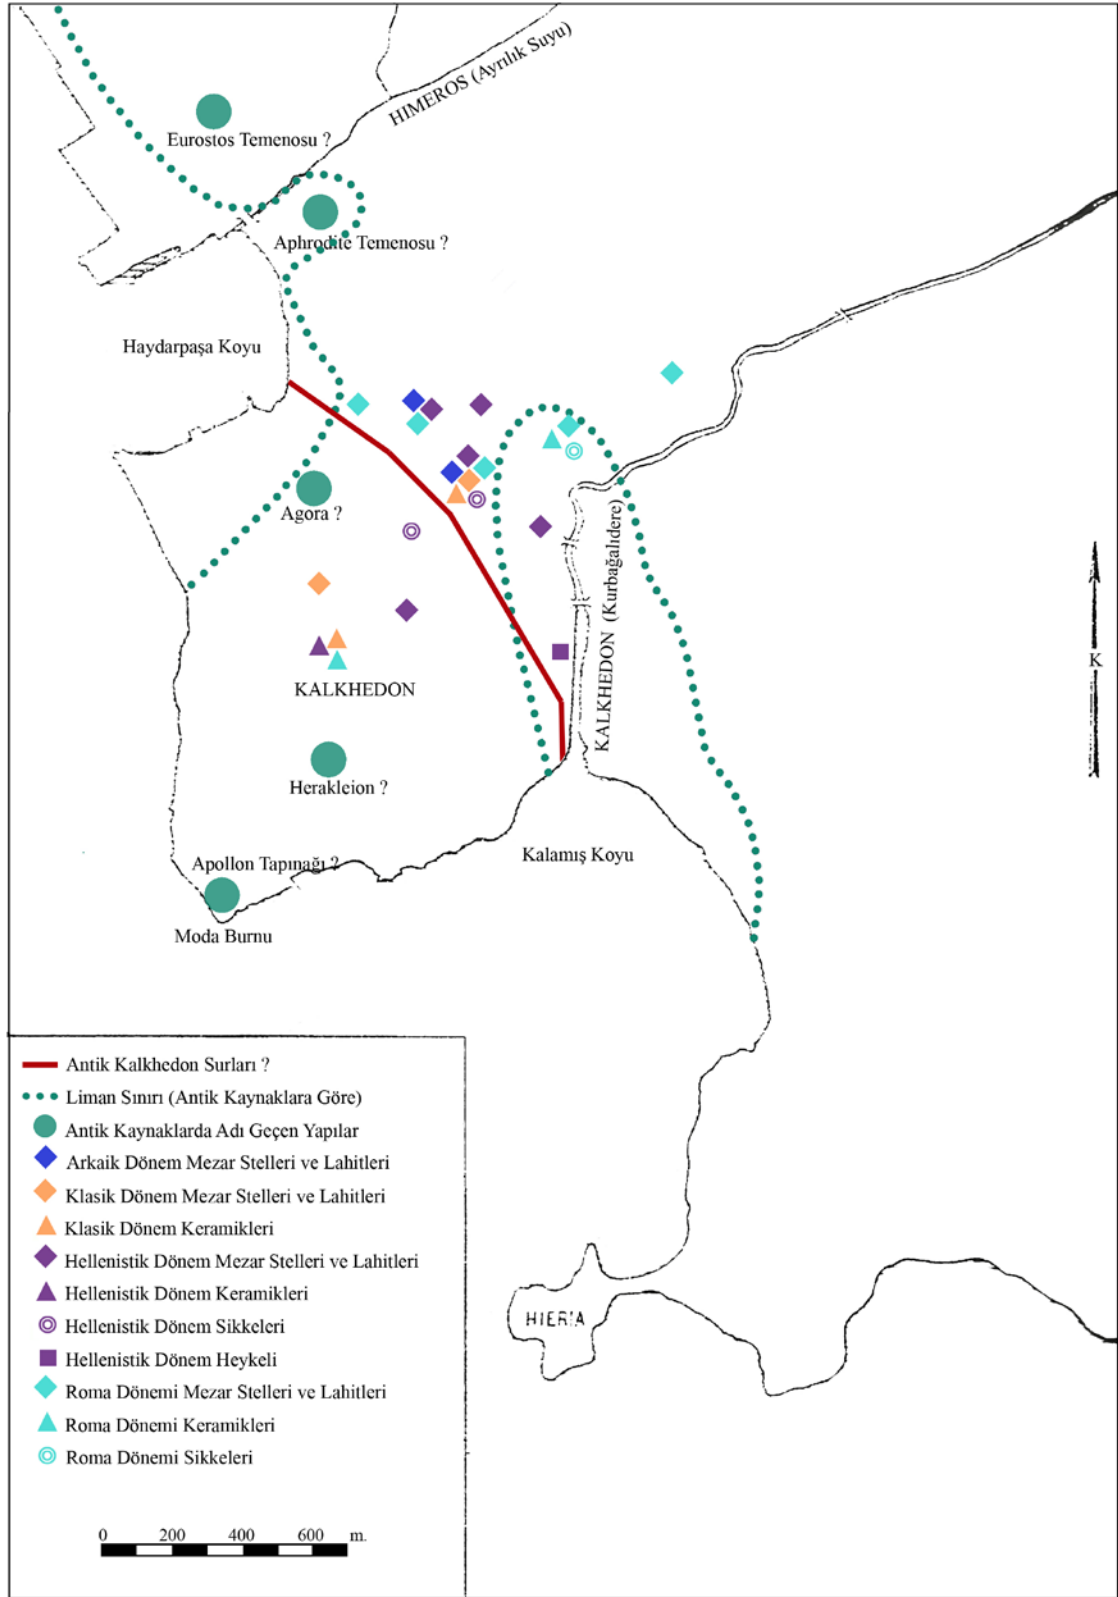 HIMEROS (Ayrılık Suyu)
Eurostos Temenosu ?
Aphrodite Temenosu ?
Haydarpaşa Koyu
Agora ?
KALKHEDON (Kurbağalıdere)
K
KALKHEDON
Herakleion ?
Kalamış Koyu
Apollon Tapınağı ?
Moda Burnu
Antik Kalkhedon Surları ?
Liman Sınırı (Antik Kaynaklara Göre)
Antik Kaynaklarda Adı Geçen Yapılar
Arkaik Dönem Mezar Stelleri ve Lahitleri
Klasik Dönem Mezar Stelleri ve Lahitleri
Klasik Dönem Keramikleri
Hellenistik Dönem Mezar Stelleri ve Lahitleri
Hellenistik Dönem Keramikleri
Hellenistik Dönem Sikkeleri
Hellenistik Dönem Heykeli
Roma Dönemi Mezar Stelleri ve Lahitleri
Roma Dönemi Keramikleri
Roma Dönemi Sikkeleri
HIERIA
0 200 400 600 m.